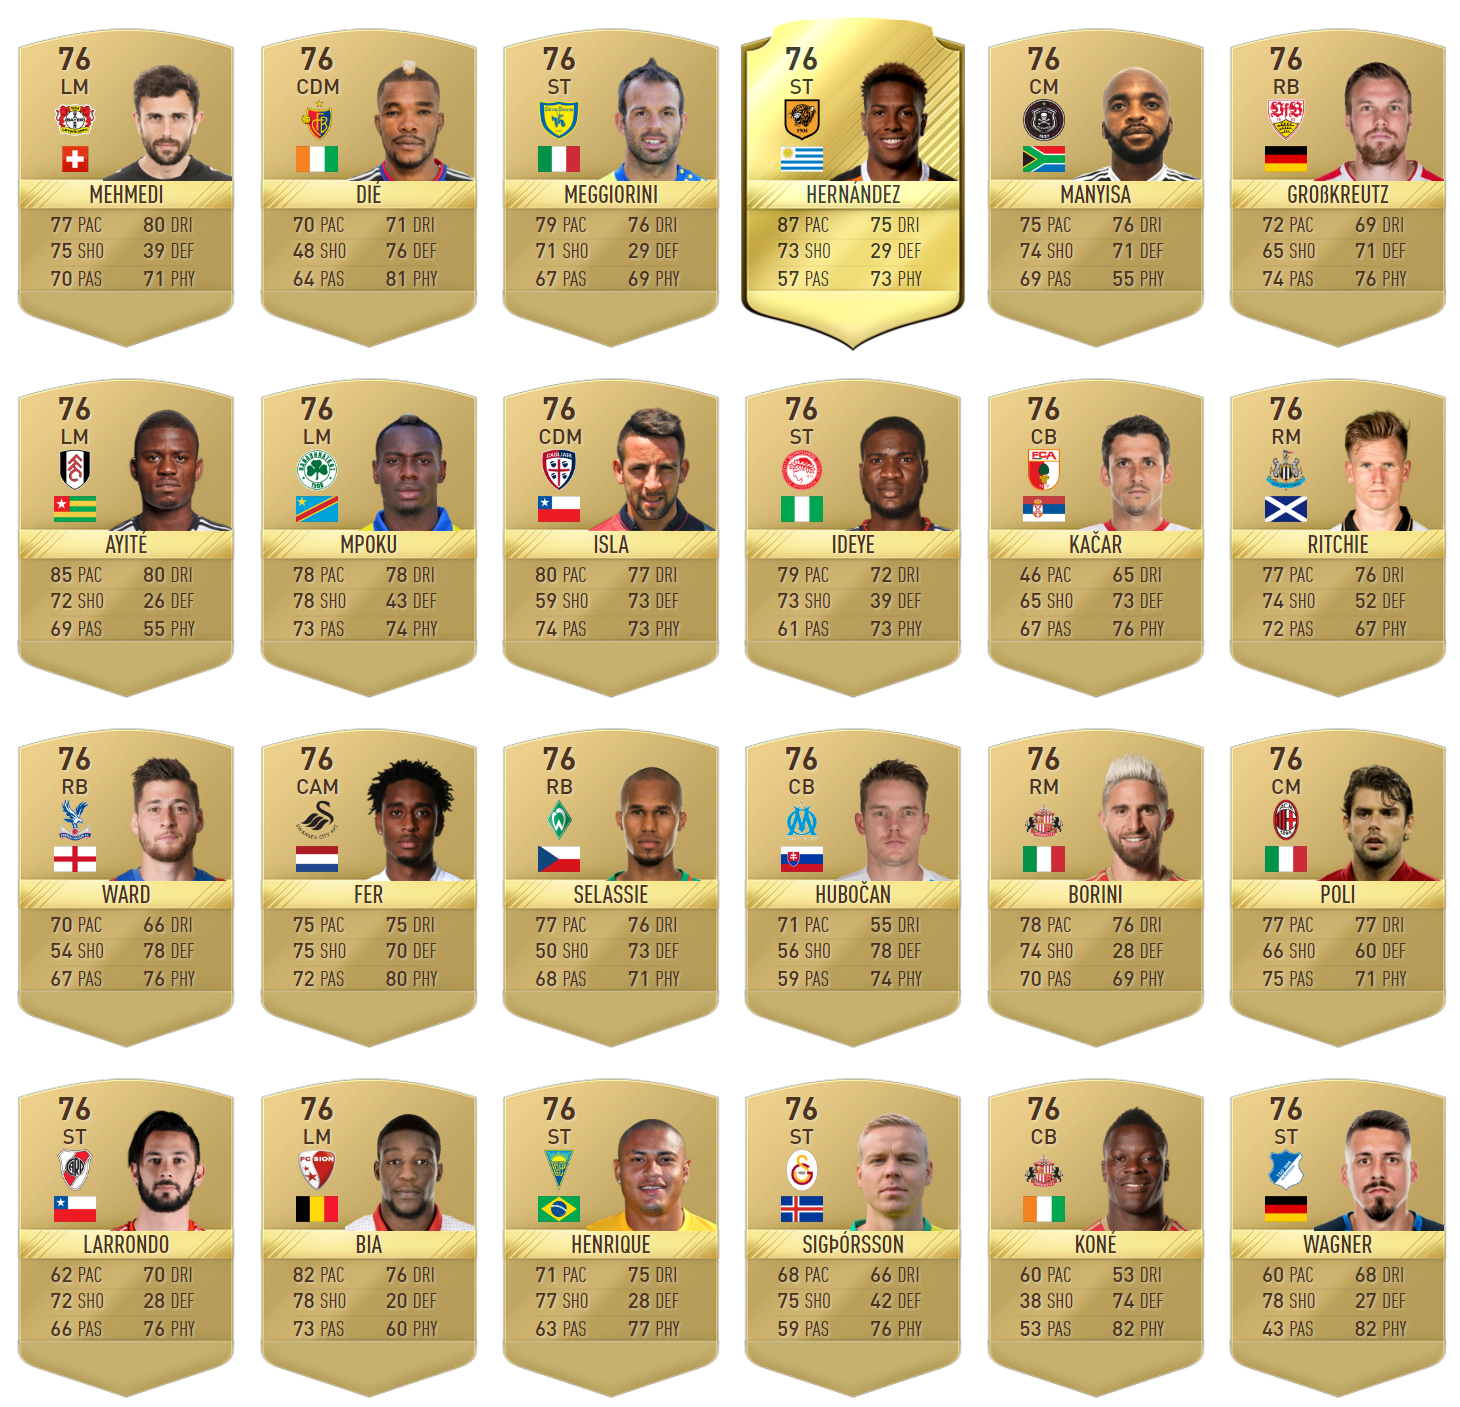 76 76 76 76 76 76
LM CDM ST ST CM RB
MEHMEDI DIÉ MEGGIORINI HERNÁNDEZ MANYISA GROßKREUTZ
77 PAC 80 DRI 70 PAC 71 DRI 79 PAC 76 DRI 87 PAC 75 DRI 75 PAC 76 DRI 72 PAC 69 DRI
75 SHO 39 DEF 48 SHO 76 DEF 71 SHO 29 DEF 73 SHO 29 DEF 74 SHO 71 DEF 65 SHO 71 DEF
70 PAS 71 PHY 64 PAS 81 PHY 67 PAS 69 PHY 57 PAS 73 PHY 69 PAS 55 PHY 74 PAS 76 PHY
76 76 76 76 76 76
LM LM CDM ST CB RM
AYITÉ MPOKU ISLA IDEYE KAČAR RITCHIE
85 PAC 80 DRI 78 PAC 78 DRI 80 PAC 77 DRI 79 PAC 72 DRI 46 PAC 65 DRI 77 PAC 76 DRI
72 SHO 26 DEF 78 SHO 43 DEF 59 SHO 73 DEF 73 SHO 39 DEF 65 SHO 73 DEF 74 SHO 52 DEF
69 PAS 55 PHY 73 PAS 74 PHY 74 PAS 73 PHY 61 PAS 73 PHY 67 PAS 76 PHY 72 PAS 67 PHY
76 76 76 76 76 76
RB CAM RB CB RM CM
SWANSEA CITY AFC
WARD FER SELASSIE HUBOČAN BORINI POLI
70 PAC 66 DRI 75 PAC 75 DRI 77 PAC 76 DRI 71 PAC 55 DRI 78 PAC 76 DRI 77 PAC 77 DRI
54 SHO 78 DEF 75 SHO 70 DEF 50 SHO 73 DEF 56 SHO 78 DEF 74 SHO 28 DEF 66 SHO 60 DEF
67 PAS 76 PHY 72 PAS 80 PHY 68 PAS 71 PHY 59 PAS 74 PHY 70 PAS 69 PHY 75 PAS 71 PHY
76 76 76 76 76 76
ST LM ST ST CB ST
FC SION
LARRONDO BIA HENRIQUE SIGÞÓRSSON KONÉ WAGNER
62 PAC 70 DRI 82 PAC 76 DRI 71 PAC 75 DRI 68 PAC 66 DRI 60 PAC 53 DRI 60 PAC 68 DRI
72 SHO 28 DEF 78 SHO 20 DEF 77 SHO 28 DEF 75 SHO 42 DEF 38 SHO 74 DEF 78 SHO 27 DEF
66 PAS 76 PHY 73 PAS 60 PHY 63 PAS 77 PHY 59 PAS 76 PHY 53 PAS 82 PHY 43 PAS 82 PHY